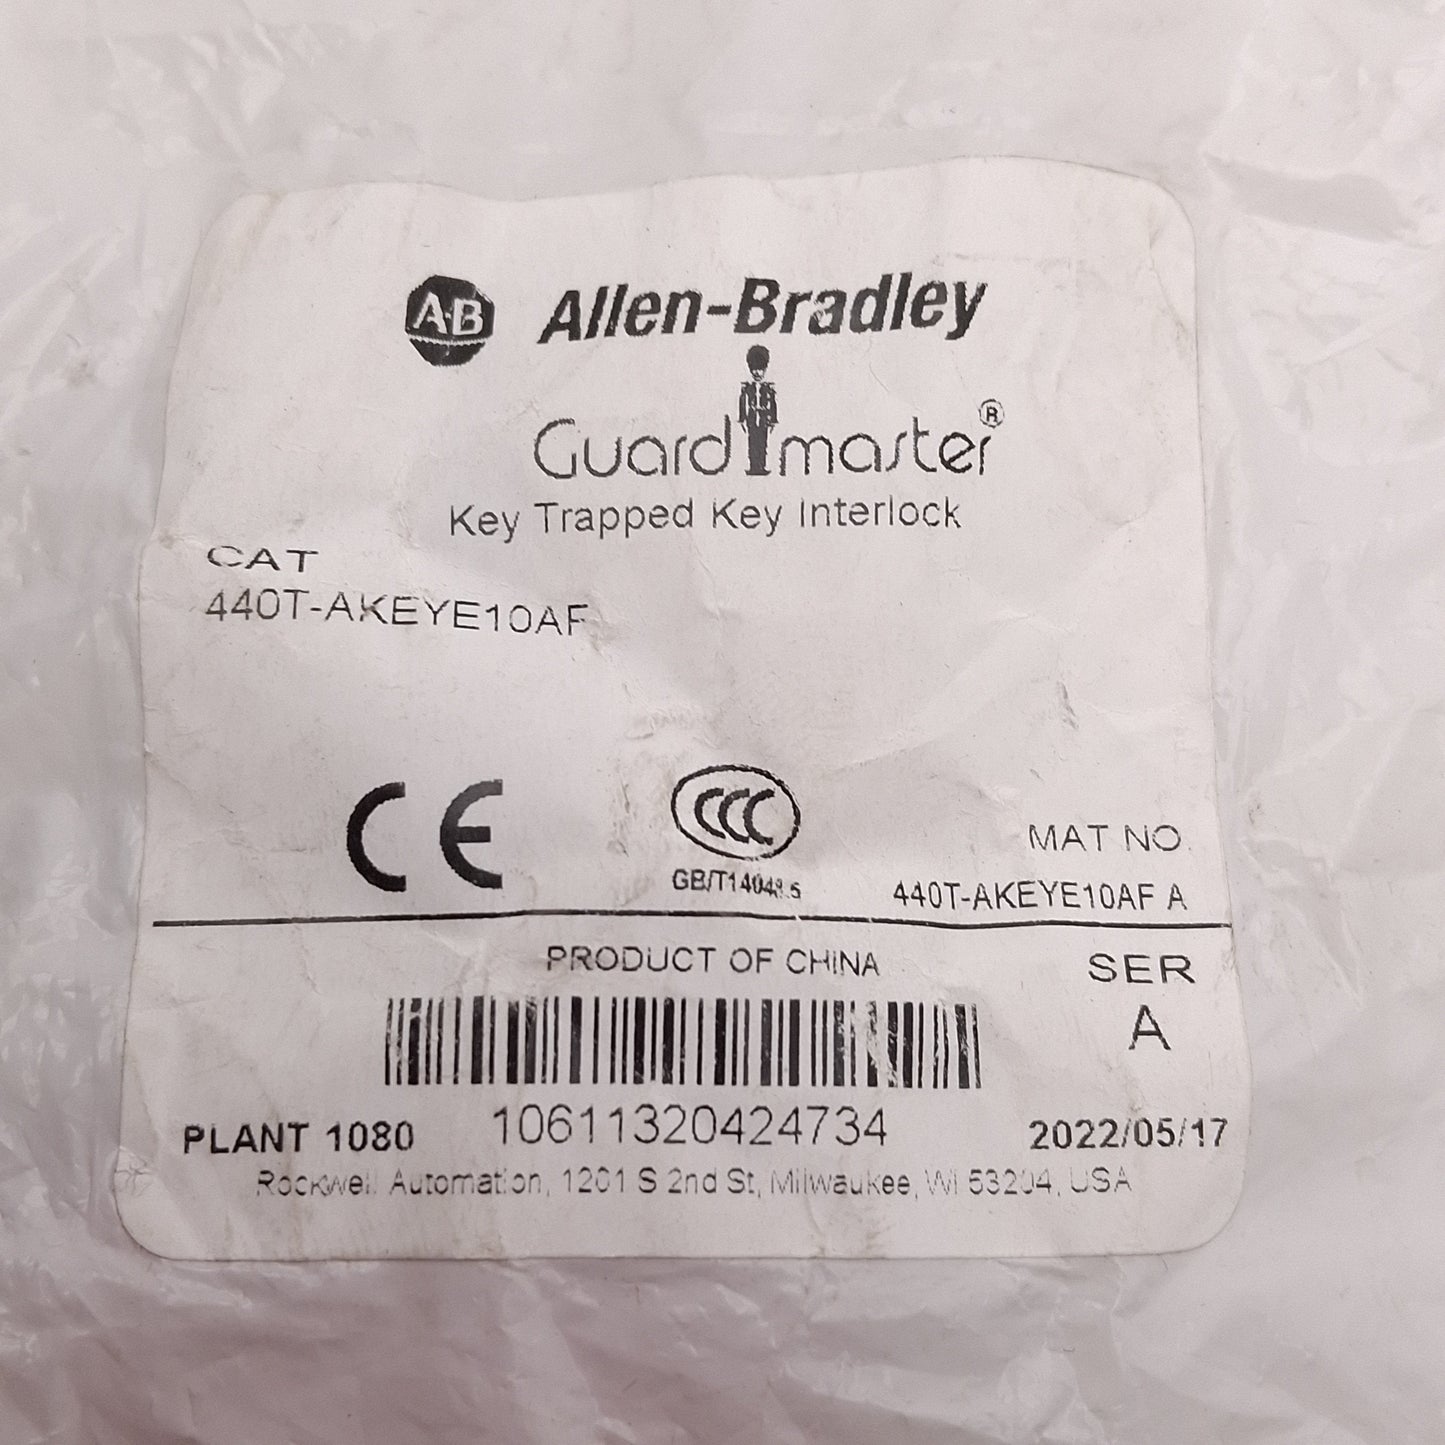 A·B Allen-Bradley
Guardmaster®
Key Trapped Key Interlock
CAT
440T-AKEYE10AF
CE
CCC
GB/T14048.5
MAT NO.
440T-AKEYE10AF A
PRODUCT OF CHINA
SER
A
PLANT 1080
10611320424734
2022/05/17
Rockwell Automation, 1201 S 2nd St, Milwaukee, WI 53204, USA